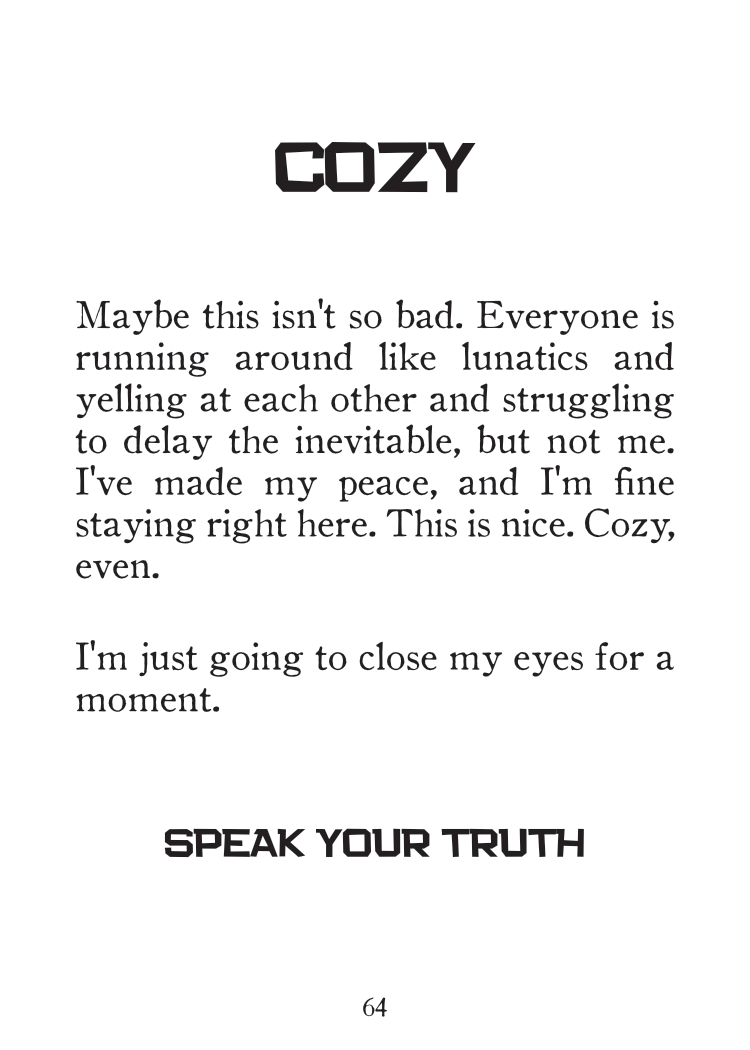 COZY
Maybe this isn't so bad. Everyone is
running around like lunatics and
yelling at each other and struggling
to delay the inevitable, but not me.
I've made my peace, and I'm fine
staying right here. This is nice. Cozy,
even.
I'm just going to close my eyes for a
moment.
SPEAK YOUR TRUTH
64